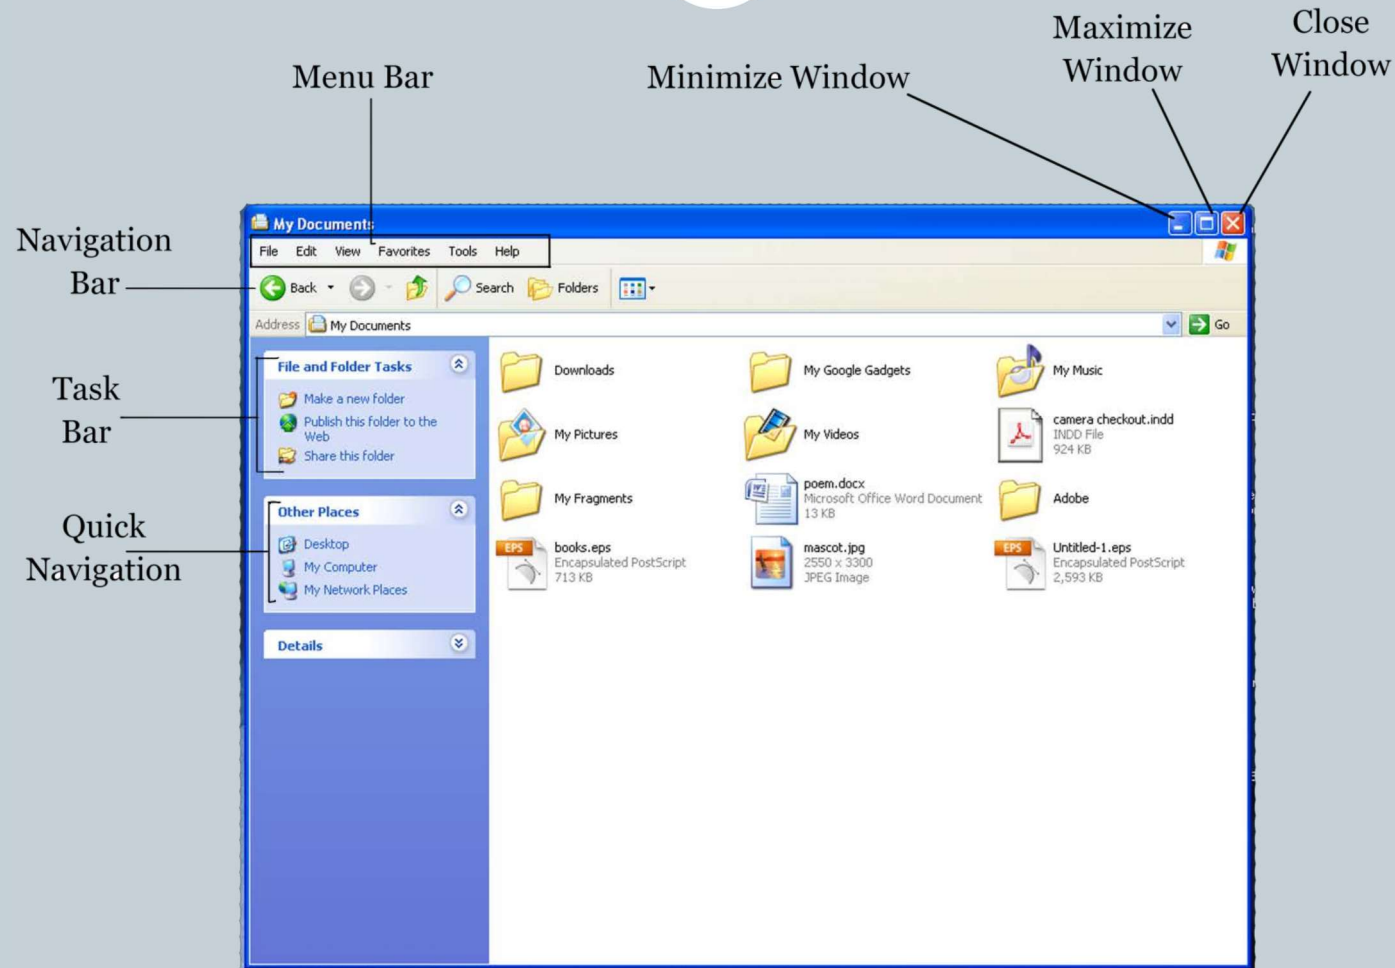 Maximize
Window
Close
Window
Menu Bar
Minimize Window
Navigation
Bar
Task
Bar
Quick
Navigation
My Documents
File Edit View Favorites Tools Help
Back Search Folders
Address My Documents Go
File and Folder Tasks
Make a new folder
Publish this folder to the
Web
Share this folder
Other Places
Desktop
My Computer
My Network Places
Details
Downloads
My Google Gadgets
My Music
My Pictures
My Videos
camera checkout.indd
INDD File
924 KB
My Fragments
poem.docx
Microsoft Office Word Document
13 KB
Adobe
EPS
books.eps
Encapsulated PostScript
713 KB
mascot.jpg
2550 x 3300
JPEG Image
EPS
Untitled-1.eps
Encapsulated PostScript
2,593 KB